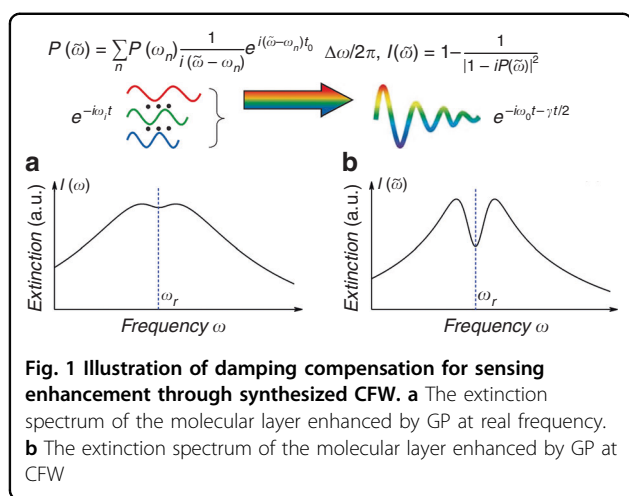 P(ω̃) = ∑ₙ P(ωₙ) 1/(i(ω̃ − ωₙ)) e^{i(ω̃−ωₙ)t₀} Δω/2π, I(ω̃) = 1− 1/|1 − iP(ω̃)|²
e^{−iωⱼt}
e^{−iω₀t−γt/2}
a
I(ω)
Extinction (a.u.)
ωᵣ
Frequency ω
b
I(ω̃)
Extinction (a.u.)
ωᵣ
Frequency ω
Fig. 1 Illustration of damping compensation for sensing
enhancement through synthesized CFW. a The extinction
spectrum of the molecular layer enhanced by GP at real frequency.
b The extinction spectrum of the molecular layer enhanced by GP at
CFW